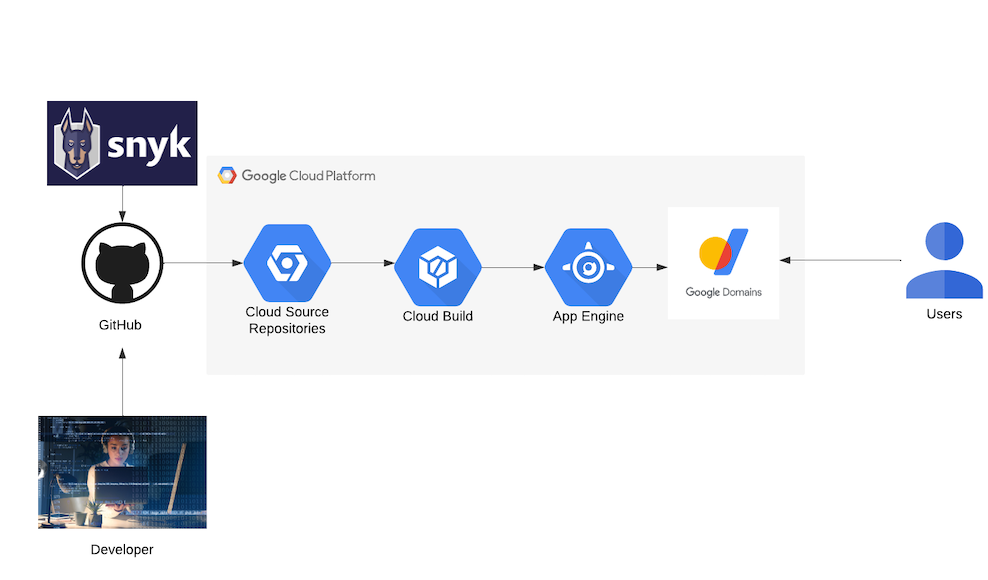 snyk
Google Cloud Platform
GitHub
Cloud Source
Repositories
Cloud Build
App Engine
Google Domains
Users
Developer